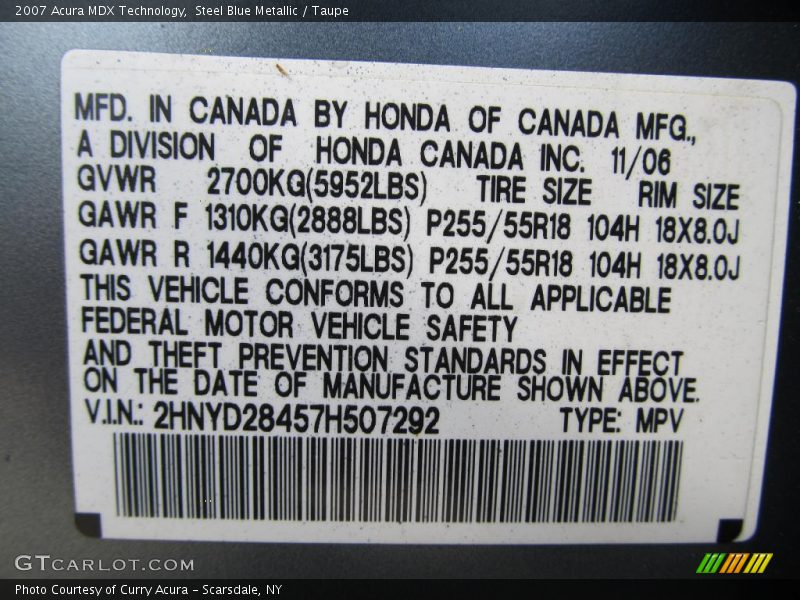 2007 Acura MDX Technology, Steel Blue Metallic / Taupe
MFD. IN CANADA BY HONDA OF CANADA MFG.,
A DIVISION OF HONDA CANADA INC. 11/06
GVWR 2700KG(5952LBS) TIRE SIZE RIM SIZE
GAWR F 1310KG(2888LBS) P255/55R18 104H 18X8.0J
GAWR R 1440KG(3175LBS) P255/55R18 104H 18X8.0J
THIS VEHICLE CONFORMS TO ALL APPLICABLE
FEDERAL MOTOR VEHICLE SAFETY
AND THEFT PREVENTION STANDARDS IN EFFECT
ON THE DATE OF MANUFACTURE SHOWN ABOVE.
V.I.N.: 2HNYD28457H507292 TYPE: MPV
GTCARLOT.COM
Photo Courtesy of Curry Acura - Scarsdale, NY